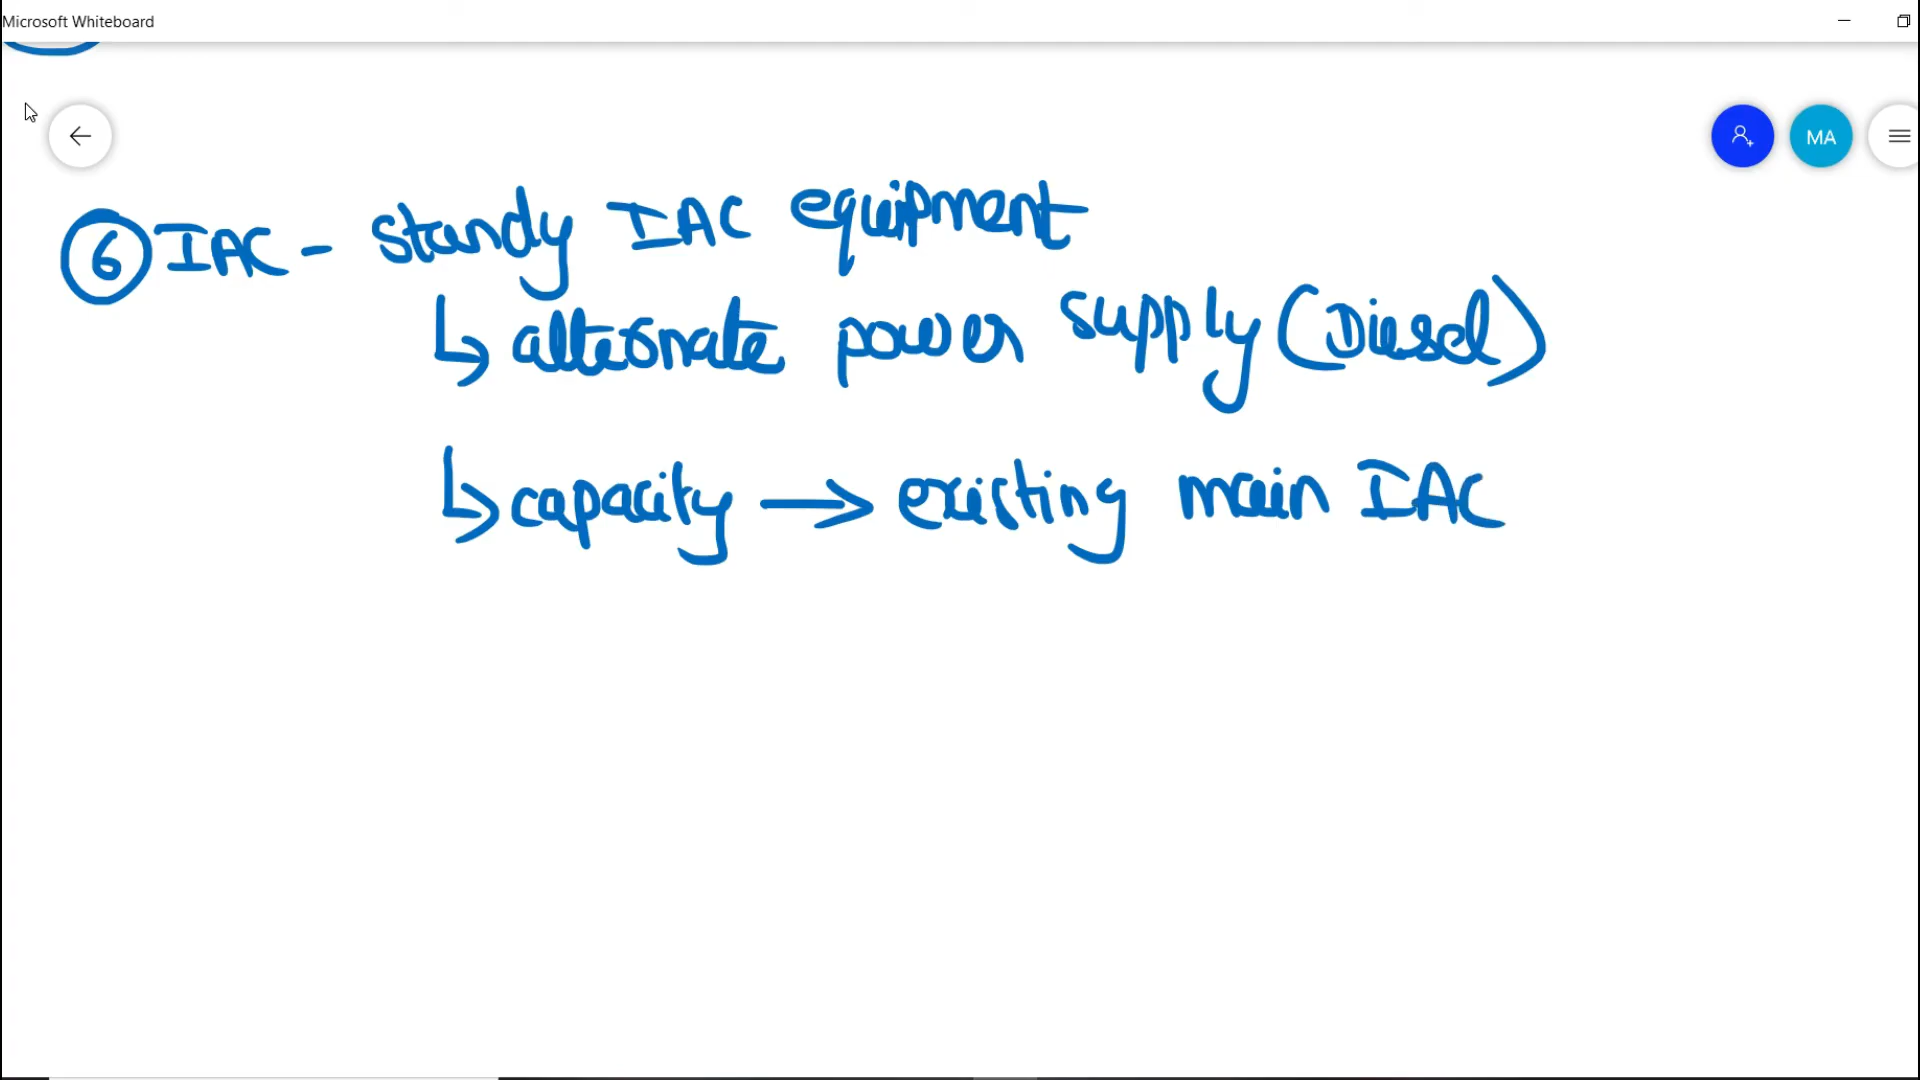 Microsoft Whiteboard
MA
6 IAC - standy IAC equipment
↳ alternate power supply (Diesel)
↳ capacity → existing main IAC